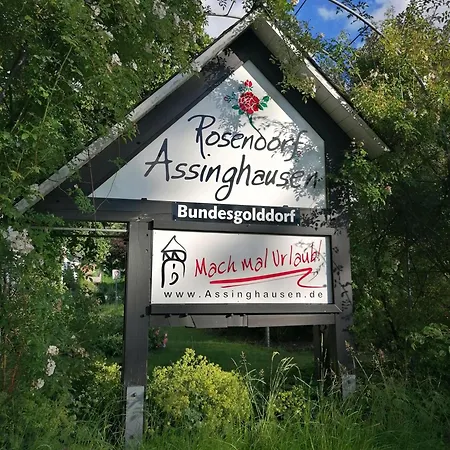 Rosendorf
Assinghausen
Bundesgolddorf
Mach mal Urlaub!
www.Assinghausen.de